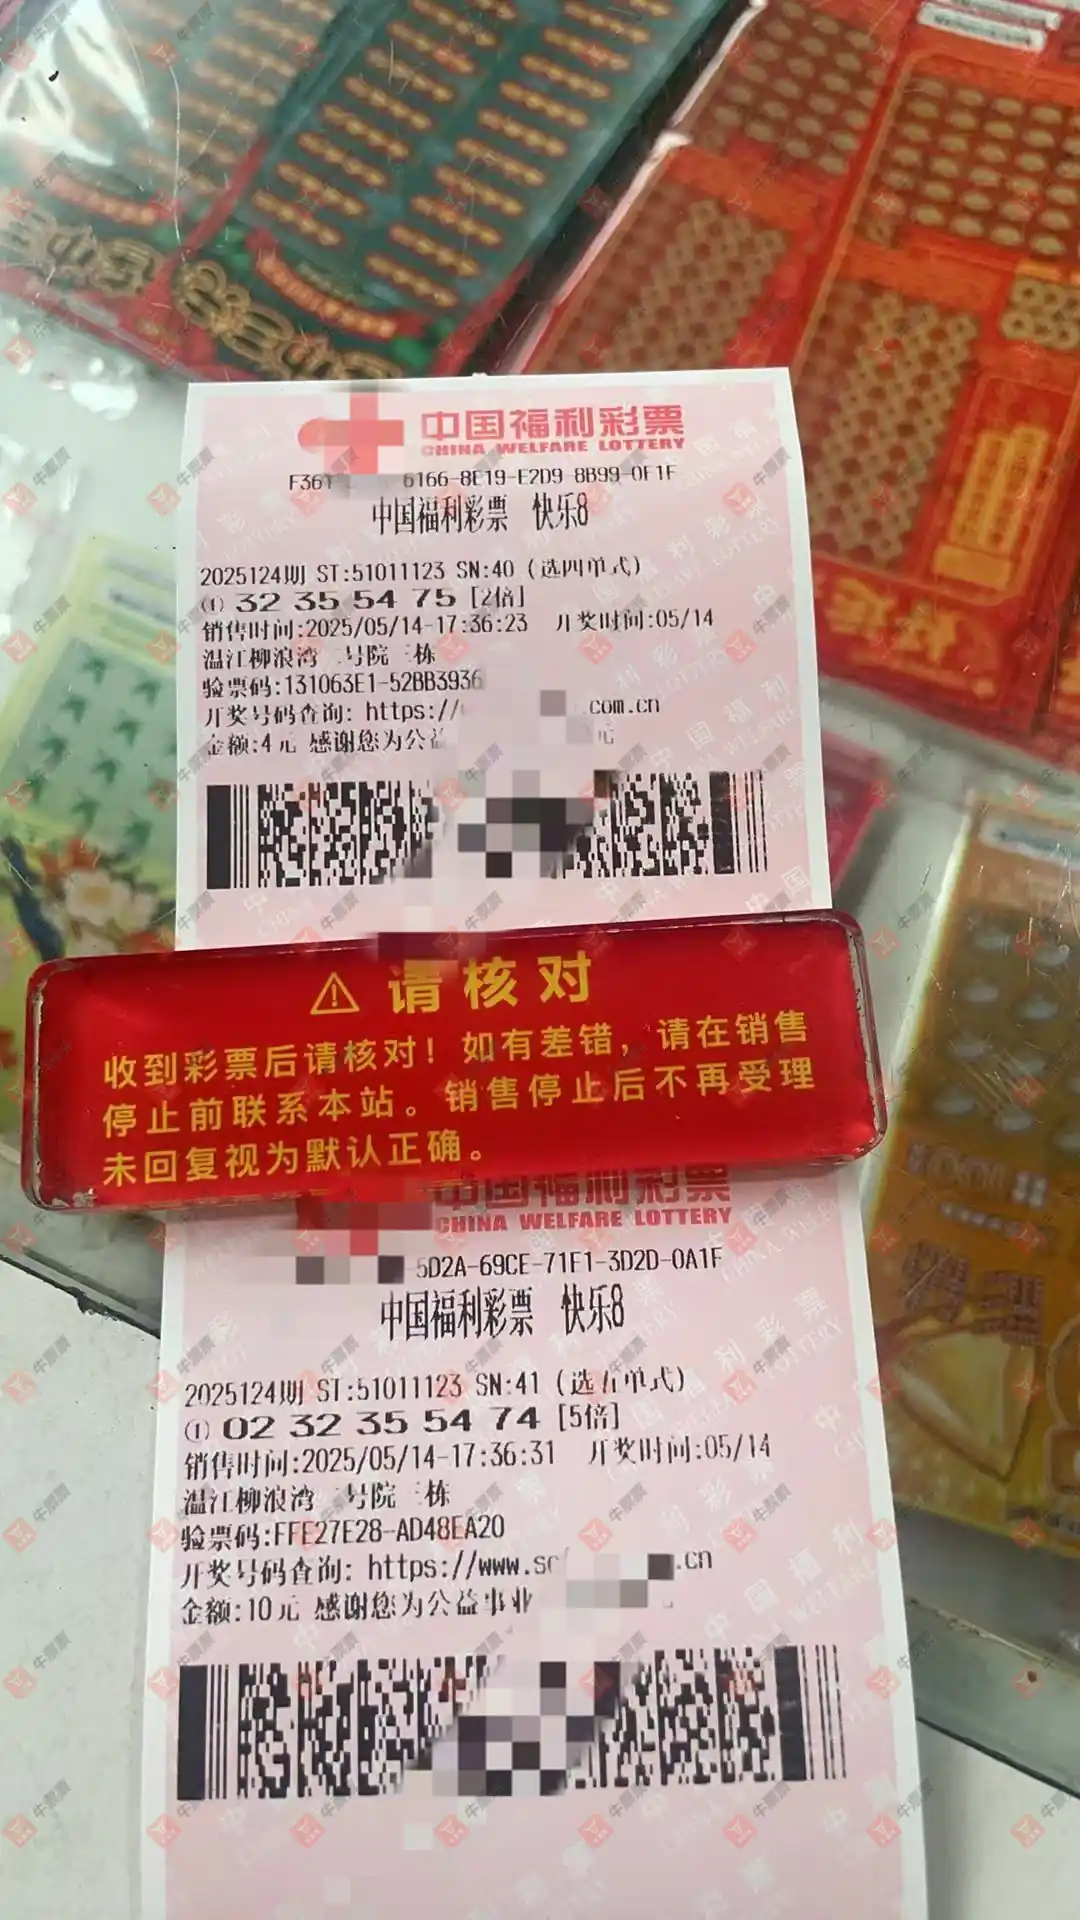 中国福利彩票
CHINA WELFARE LOTTERY
F361 6166-8E19-E2D9-8B99-0F1F
中国福利彩票 快乐8
2025124期 ST:51011123 SN:40 (选四单式)
① 32 35 54 75 [2倍]
销售时间:2025/05/14-17:36:23 开奖时间:05/14
温江柳浪湾二号院三栋
验票码:131063E1-52BB3936
开奖号码查询: https:// .com.cn
金额:4元 感谢您为公益 元
⚠ 请核对
收到彩票后请核对!如有差错,请在销售
停止前联系本站。销售停止后不再受理
未回复视为默认正确。
中国福利彩票
CHINA WELFARE LOTTERY
5D2A-69CE-71F1-3D2D-0A1F
中国福利彩票 快乐8
2025124期 ST:51011123 SN:41 (选五单式)
① 02 32 35 54 74 [5倍]
销售时间:2025/05/14-17:36:31 开奖时间:05/14
温江柳浪湾二号院三栋
验票码:FFE27E28-AD48EA20
开奖号码查询: https://www.sc .cn
金额:10元 感谢您为公益事业
好运
牛票票